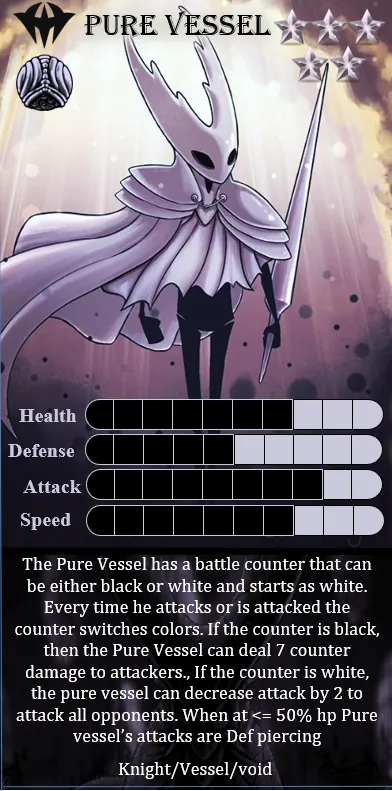 PURE VESSEL
Health
Defense
Attack
Speed
The Pure Vessel has a battle counter that can
be either black or white and starts as white.
Every time he attacks or is attacked the
counter switches colors. If the counter is black,
then the Pure Vessel can deal 7 counter
damage to attackers., If the counter is white,
the pure vessel can decrease attack by 2 to
attack all opponents. When at <= 50% hp Pure
vessel's attacks are Def piercing
Knight/Vessel/void